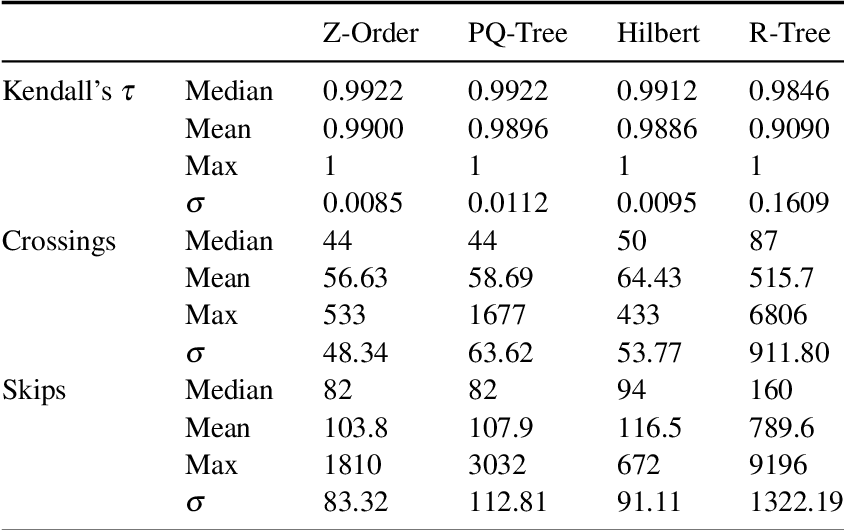 Z-Order PQ-Tree Hilbert R-Tree
Kendall's τ Median 0.9922 0.9922 0.9912 0.9846
Mean 0.9900 0.9896 0.9886 0.9090
Max 1 1 1 1
σ 0.0085 0.0112 0.0095 0.1609
Crossings Median 44 44 50 87
Mean 56.63 58.69 64.43 515.7
Max 533 1677 433 6806
σ 48.34 63.62 53.77 911.80
Skips Median 82 82 94 160
Mean 103.8 107.9 116.5 789.6
Max 1810 3032 672 9196
σ 83.32 112.81 91.11 1322.19